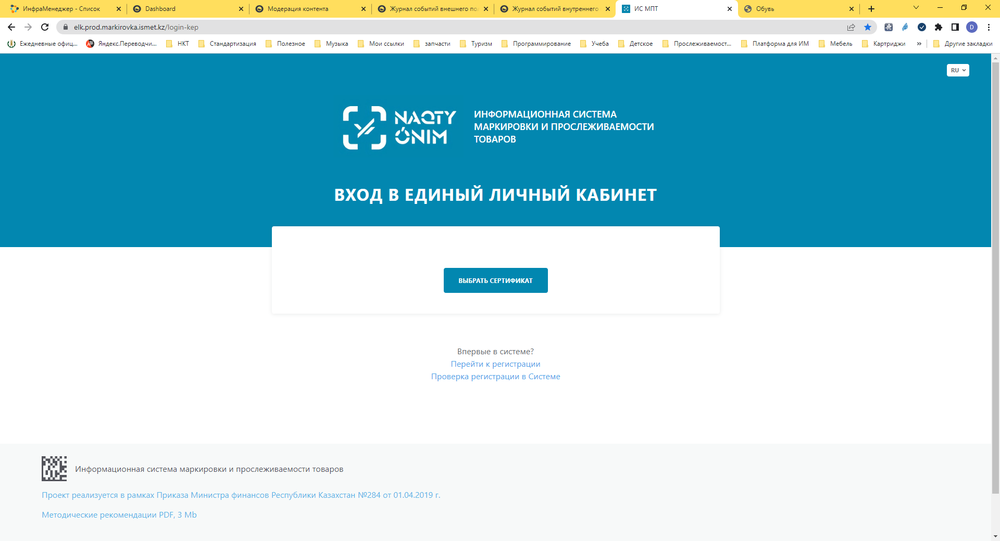 ИнфраМенеджер - Список
Dashboard
Модерация контента
Журнал событий внешнего по
Журнал событий внутреннего
ИС МПТ
Обувь
elk.prod.markirovka.ismet.kz/login-kep
D
Ежедневные офиц...
Яндекс.Переводчи...
НКТ
Стандартизация
Полезное
Музыка
Мои ссылки
запчасти
Туризм
Программирование
Учеба
Детское
Прослеживаемост...
Платформа для ИМ
Мебель
Картриджи
»
Другие закладки
RU
NAQTY
ÓNIM
ИНФОРМАЦИОННАЯ СИСТЕМА
МАРКИРОВКИ И ПРОСЛЕЖИВАЕМОСТИ
ТОВАРОВ
ВХОД В ЕДИНЫЙ ЛИЧНЫЙ КАБИНЕТ
ВЫБРАТЬ СЕРТИФИКАТ
Впервые в системе?
Перейти к регистрации
Проверка регистрации в Системе
Информационная система маркировки и прослеживаемости товаров
Проект реализуется в рамках Приказа Министра финансов Республики Казахстан №284 от 01.04.2019 г.
Методические рекомендации PDF, 3 Mb